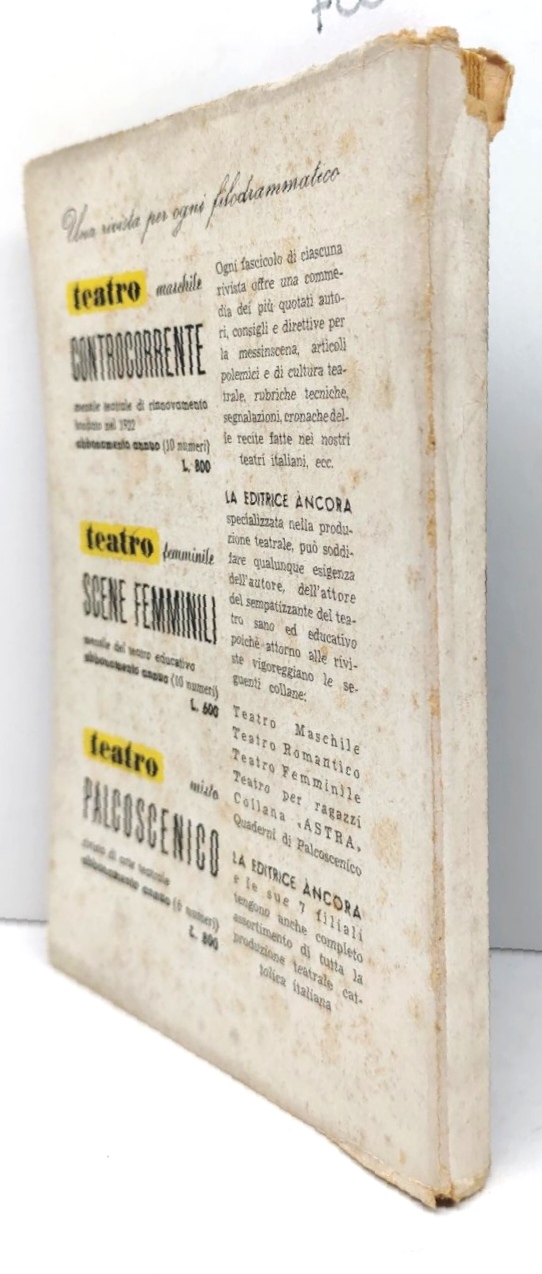 Una rivista per ogni filodrammatico
teatro maschile
CONTROCORRENTE
mensile teatrale di rinnovamento
fondato nel 1922
abbonamento annuo (10 numeri)
L. 800
teatro femminile
SCENE FEMMINILI
mensile del teatro educativo
abbonamento annuo (10 numeri)
L. 600
teatro
misto
PALCOSCENICO
rivista di arte teatrale
abbonamento annuo (6 numeri)
L. 800
Ogni fascicolo di ciascuna
rivista offre una comme-
dia dei più quotati auto-
ri, consigli e direttive per
la messinscena, articoli
polemici e di cultura tea-
trale, rubriche tecniche,
segnalazioni, cronache del-
le recite fatte nei nostri
teatri italiani, ecc.
LA EDITRICE ÀNCORA
specializzata nella produ-
zione teatrale, può soddi-
sfare qualunque esigenza
dell'autore, dell'attore
del sempatizzante del tea-
tro sano ed educativo
poichè attorno alle rivi-
ste vigoreggiano le se-
guenti collane:
Teatro Maschile
Teatro Romantico
Teatro Femminile
Teatro per ragazzi
Collana «ASTRA»
Quaderni di Palcoscenico
LA EDITRICE ÀNCORA
e le sue 7 filiali
tengono anche completo
assortimento di tutta la
produzione teatrale cat-
tolica italiana